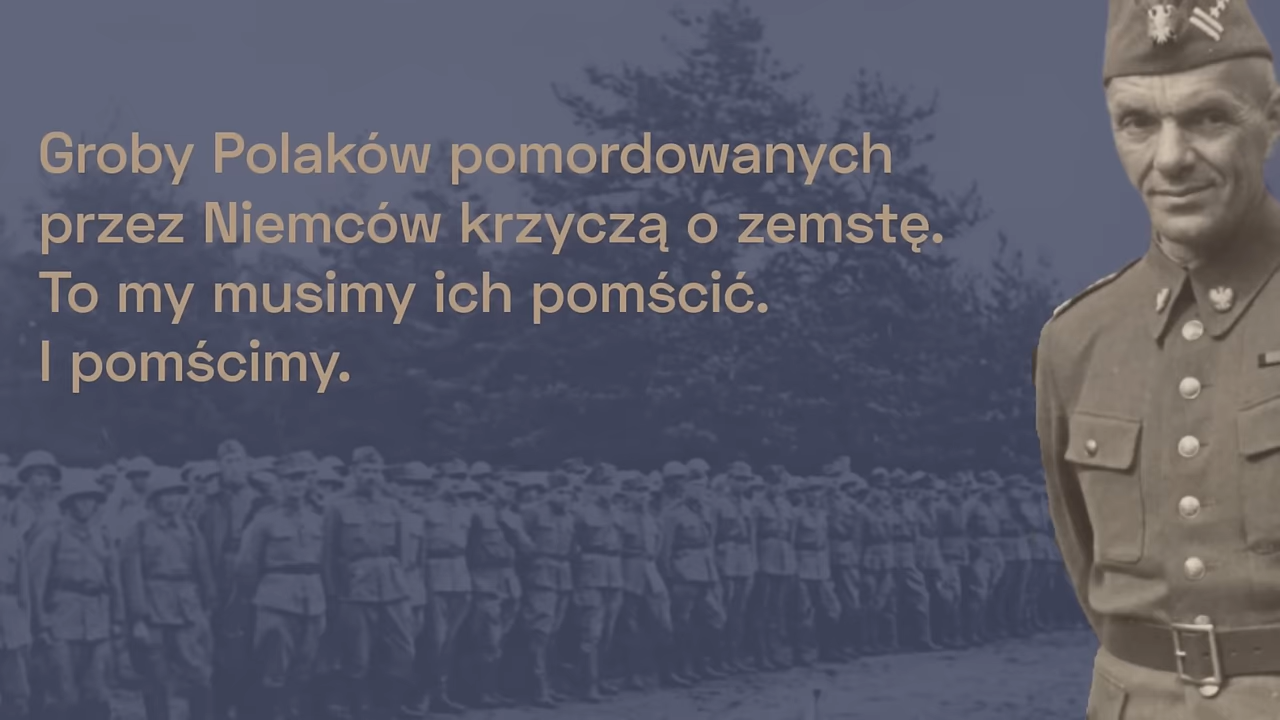 Groby Polaków pomordowanych
przez Niemców krzyczą o zemstę.
To my musimy ich pomścić.
I pomścimy.